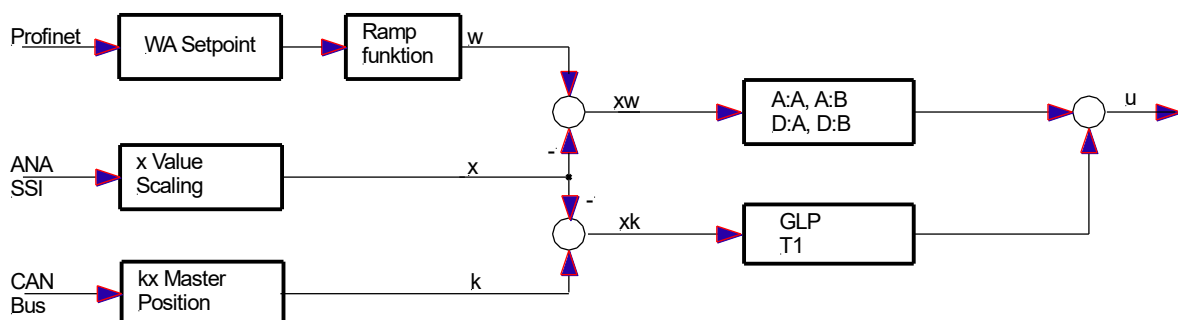 Profinet
WA Setpoint
Ramp
funktion
w
xw
A:A, A:B
D:A, D:B
u
-
ANA
SSI
x Value
Scaling
x
-
xk
GLP
T1
CAN
Bus
kx Master
Position
k